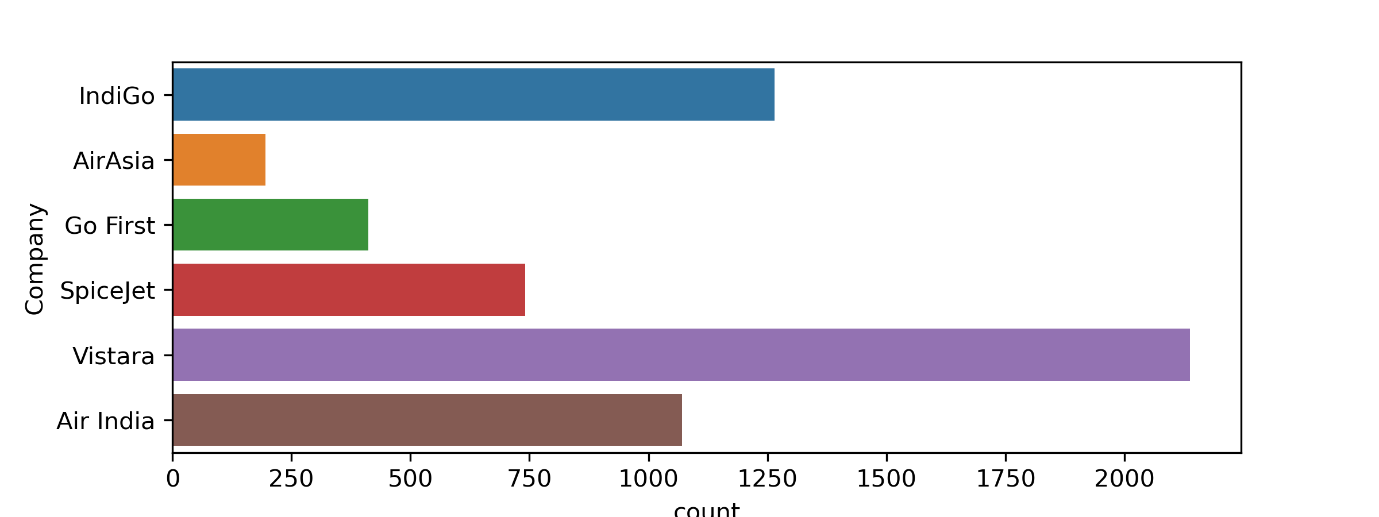 Company
IndiGo
AirAsia
Go First
SpiceJet
Vistara
Air India
0 250 500 750 1000 1250 1500 1750 2000
count